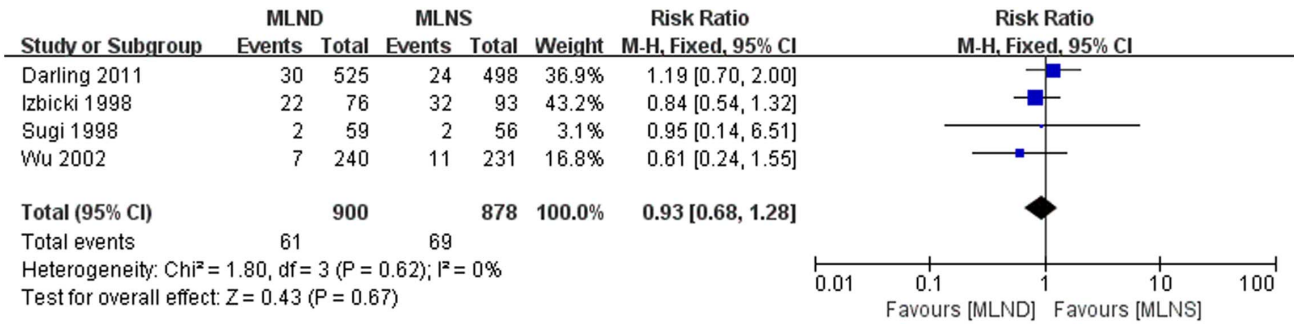 MLND MLNS Risk Ratio Risk Ratio
Study or Subgroup Events Total Events Total Weight M-H, Fixed, 95% CI M-H, Fixed, 95% CI
Darling 2011 30 525 24 498 36.9% 1.19 [0.70, 2.00]
Izbicki 1998 22 76 32 93 43.2% 0.84 [0.54, 1.32]
Sugi 1998 2 59 2 56 3.1% 0.95 [0.14, 6.51]
Wu 2002 7 240 11 231 16.8% 0.61 [0.24, 1.55]
Total (95% CI) 900 878 100.0% 0.93 [0.68, 1.28]
Total events 61 69
Heterogeneity: Chi² = 1.80, df = 3 (P = 0.62); I² = 0%
Test for overall effect: Z = 0.43 (P = 0.67)
0.01 0.1 1 10 100
Favours [MLND] Favours [MLNS]